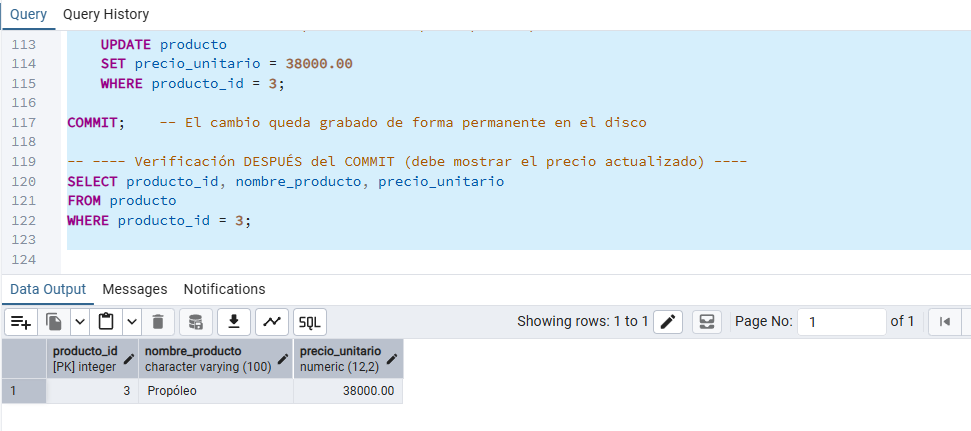 Query Query History
113 UPDATE producto
114 SET precio_unitario = 38000.00
115 WHERE producto_id = 3;
116
117 COMMIT; -- El cambio queda grabado de forma permanente en el disco
118
119 -- ---- Verificación DESPUÉS del COMMIT (debe mostrar el precio actualizado) ----
120 SELECT producto_id, nombre_producto, precio_unitario
121 FROM producto
122 WHERE producto_id = 3;
123
124
Data Output Messages Notifications
SQL Showing rows: 1 to 1 Page No: 1 of 1
producto_id nombre_producto precio_unitario
[PK] integer character varying (100) numeric (12,2)
1 3 Propóleo 38000.00